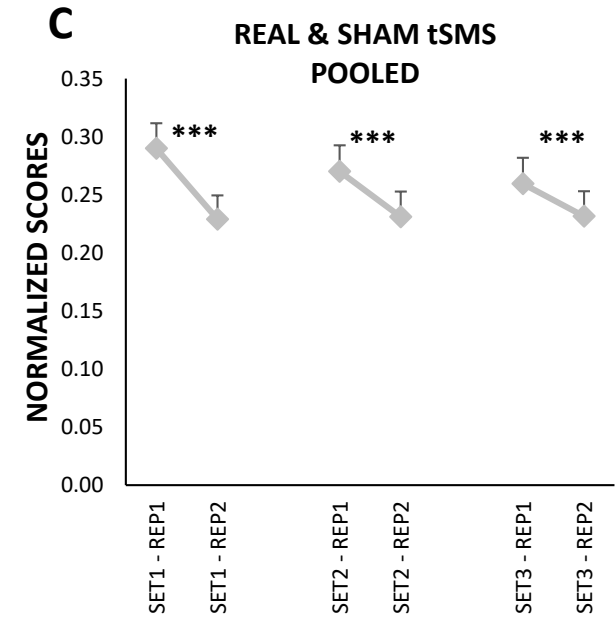 C
REAL & SHAM tSMS
POOLED
NORMALIZED SCORES
0.35
0.30
0.25
0.20
0.15
0.10
0.05
0.00
***
***
***
SET1 - REP1
SET1 - REP2
SET2 - REP1
SET2 - REP2
SET3 - REP1
SET3 - REP2